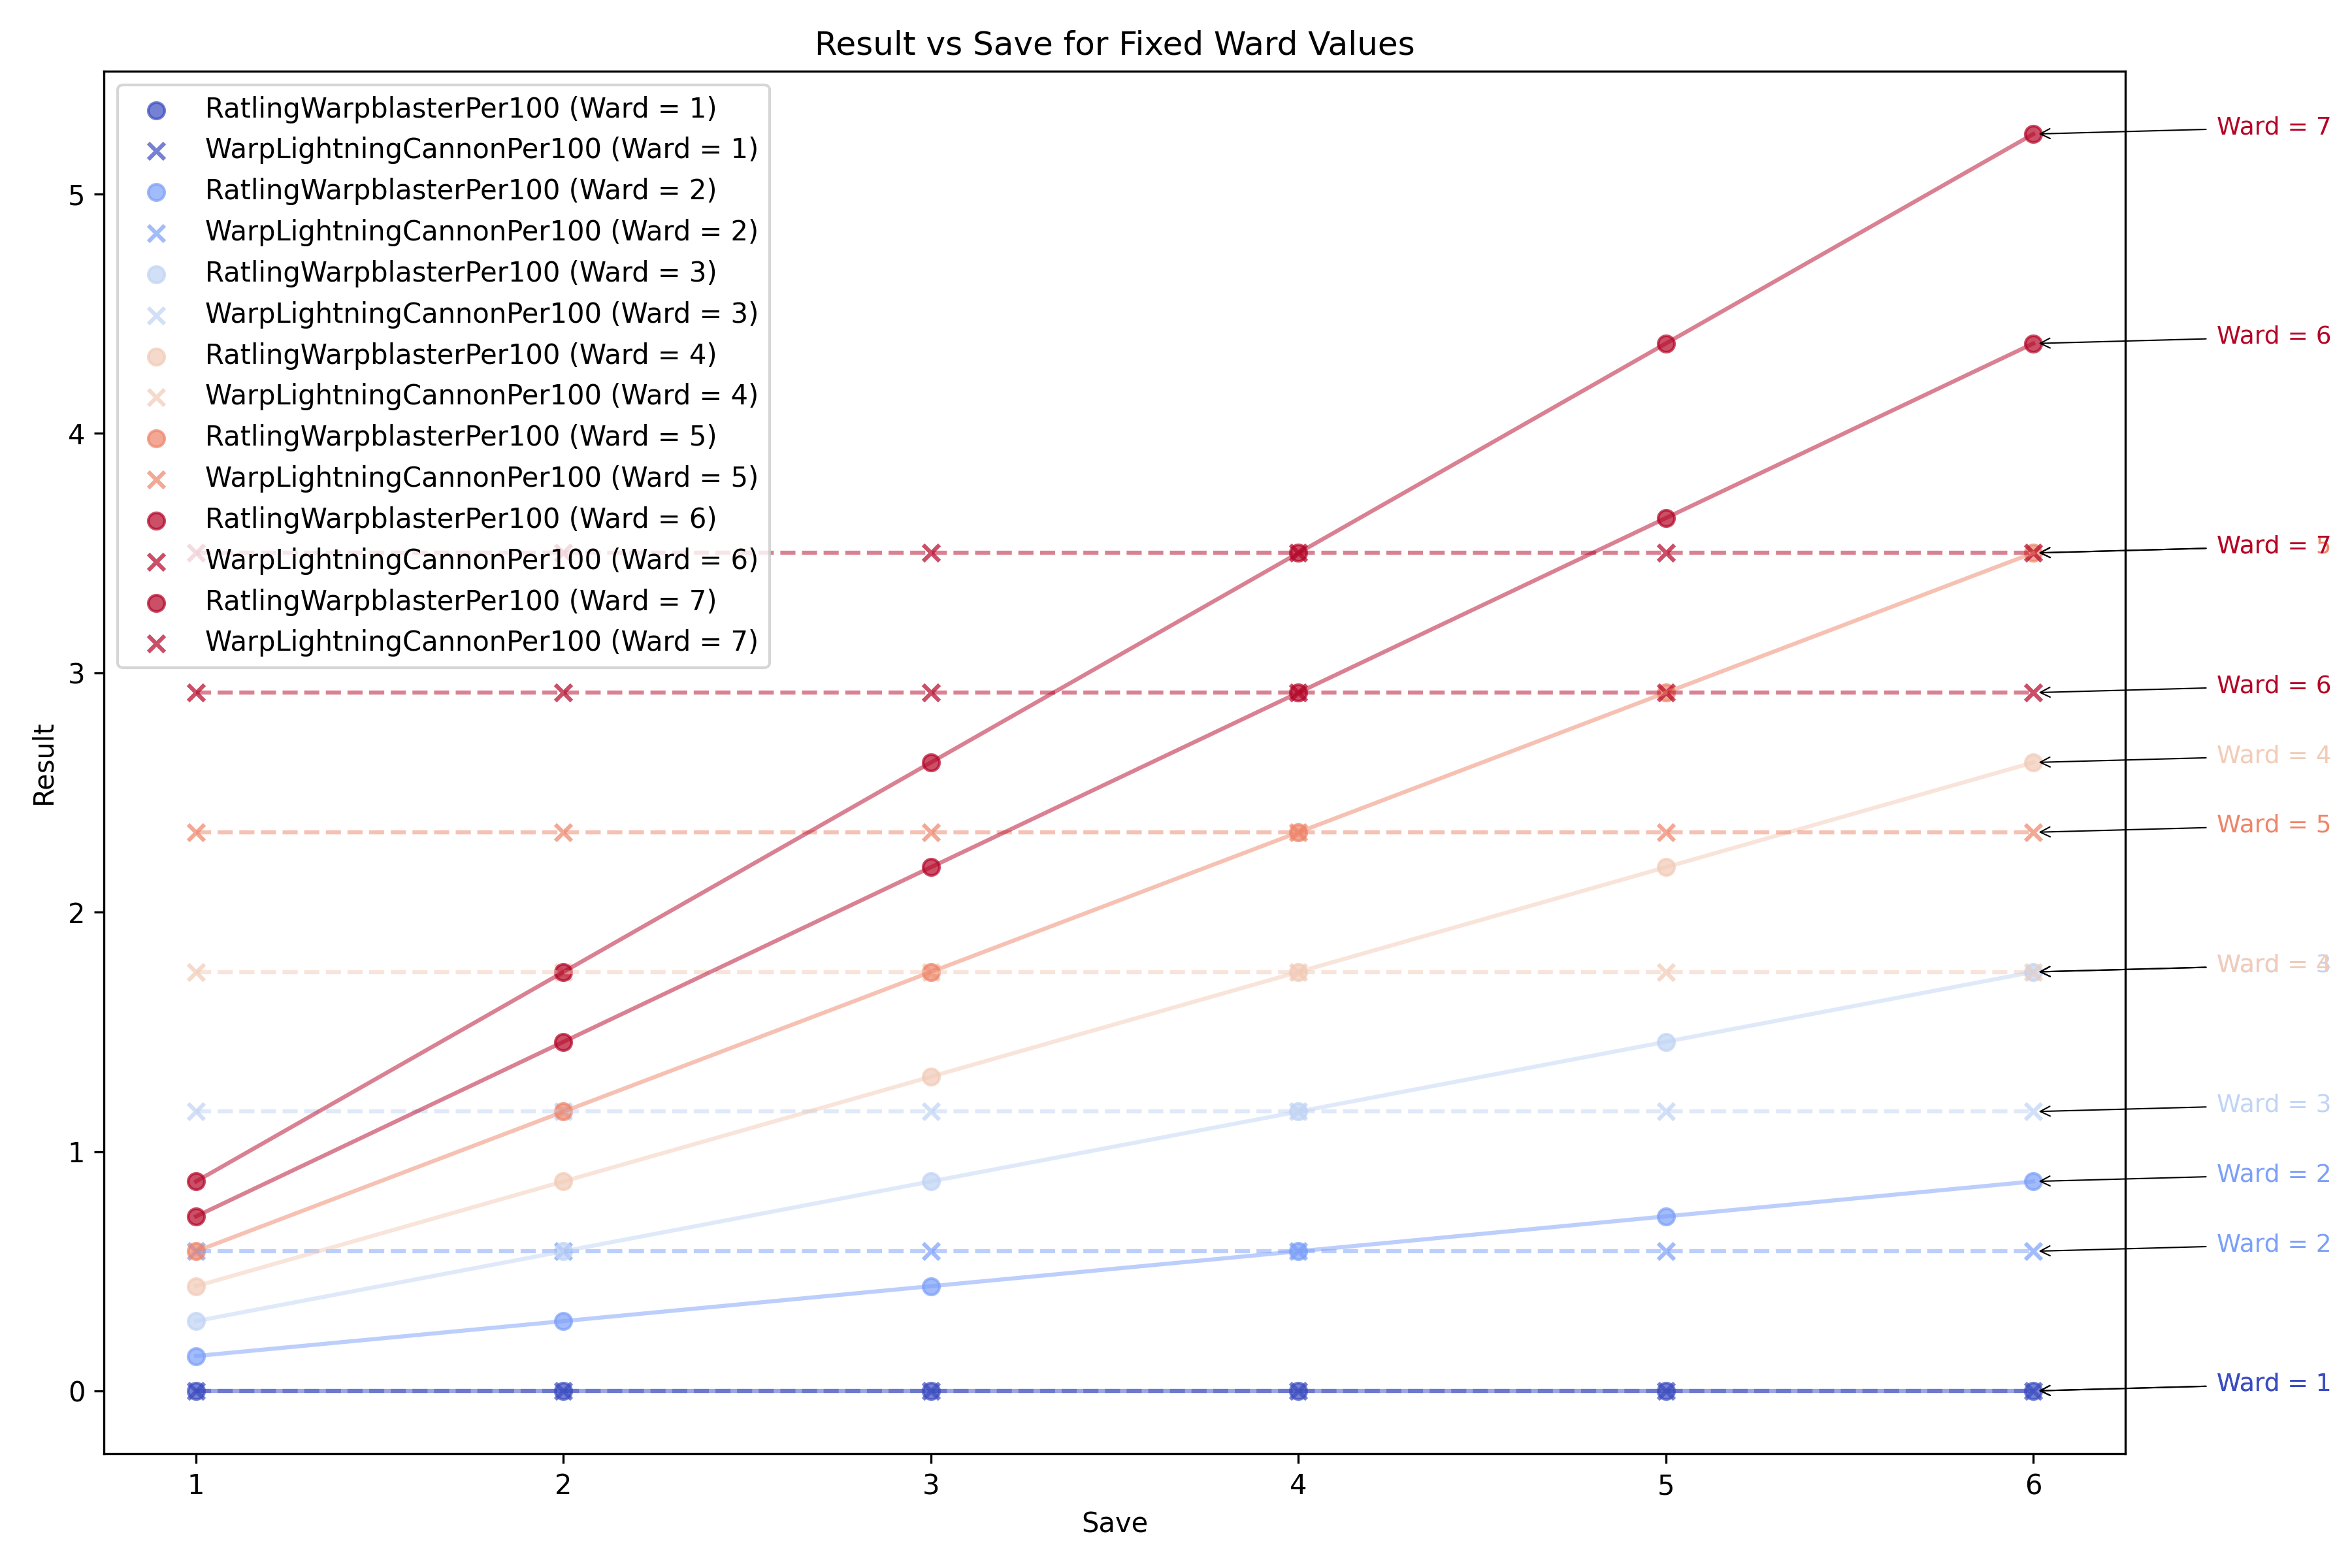 Result vs Save for Fixed Ward Values
RatlingWarpblasterPer100 (Ward = 1)
WarpLightningCannonPer100 (Ward = 1)
RatlingWarpblasterPer100 (Ward = 2)
WarpLightningCannonPer100 (Ward = 2)
RatlingWarpblasterPer100 (Ward = 3)
WarpLightningCannonPer100 (Ward = 3)
RatlingWarpblasterPer100 (Ward = 4)
WarpLightningCannonPer100 (Ward = 4)
RatlingWarpblasterPer100 (Ward = 5)
WarpLightningCannonPer100 (Ward = 5)
RatlingWarpblasterPer100 (Ward = 6)
WarpLightningCannonPer100 (Ward = 6)
RatlingWarpblasterPer100 (Ward = 7)
WarpLightningCannonPer100 (Ward = 7)
Result
5
4
3
2
1
0
1
2
3
4
5
6
Save
Ward = 7
Ward = 6
Ward = 7
Ward = 6
Ward = 4
Ward = 5
Ward = 4
Ward = 3
Ward = 2
Ward = 2
Ward = 1